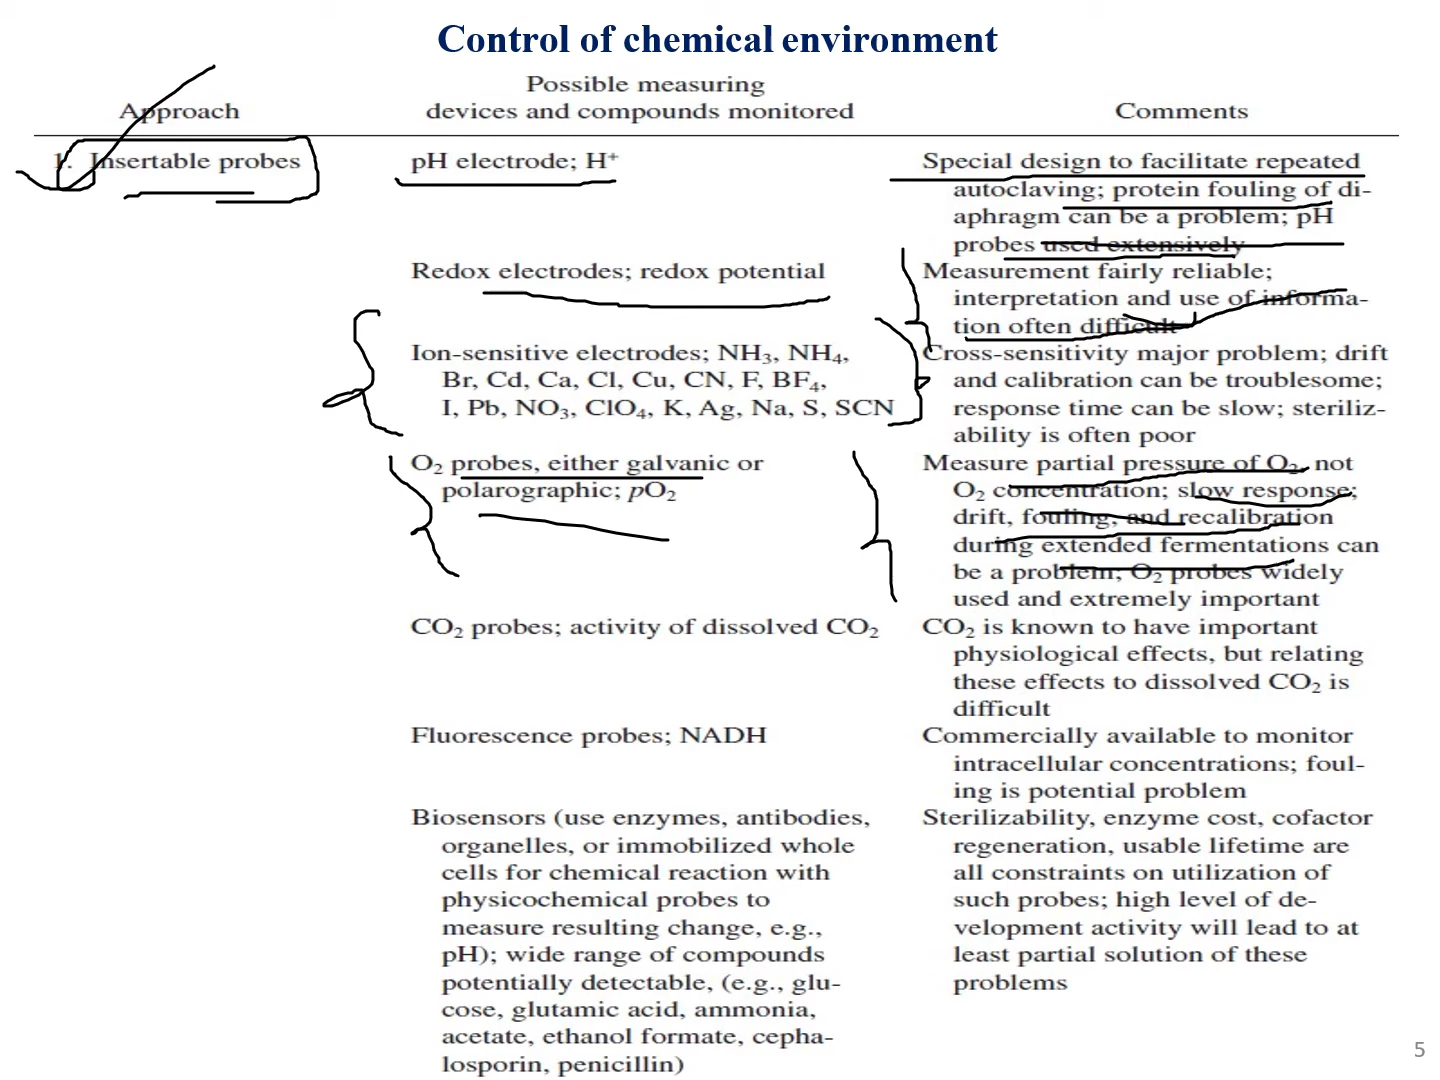 Control of chemical environment
Approach
Possible measuring
devices and compounds monitored
Comments
1. Insertable probes
pH electrode; H⁺
Special design to facilitate repeated
autoclaving; protein fouling of di-
aphragm can be a problem; pH
probes used extensively
Redox electrodes; redox potential
Measurement fairly reliable;
interpretation and use of informa-
tion often difficult
Ion-sensitive electrodes; NH₃, NH₄,
Br, Cd, Ca, Cl, Cu, CN, F, BF₄,
I, Pb, NO₃, ClO₄, K, Ag, Na, S, SCN
Cross-sensitivity major problem; drift
and calibration can be troublesome;
response time can be slow; steriliz-
ability is often poor
O₂ probes, either galvanic or
polarographic; pO₂
Measure partial pressure of O₂, not
O₂ concentration; slow response;
drift, fouling, and recalibration
during extended fermentations can
be a problem; O₂ probes widely
used and extremely important
CO₂ probes; activity of dissolved CO₂
CO₂ is known to have important
physiological effects, but relating
these effects to dissolved CO₂ is
difficult
Fluorescence probes; NADH
Commercially available to monitor
intracellular concentrations; foul-
ing is potential problem
Biosensors (use enzymes, antibodies,
organelles, or immobilized whole
cells for chemical reaction with
physicochemical probes to
measure resulting change, e.g.,
pH); wide range of compounds
potentially detectable, (e.g., glu-
cose, glutamic acid, ammonia,
acetate, ethanol formate, cepha-
losporin, penicillin)
Sterilizability, enzyme cost, cofactor
regeneration, usable lifetime are
all constraints on utilization of
such probes; high level of de-
velopment activity will lead to at
least partial solution of these
problems
5